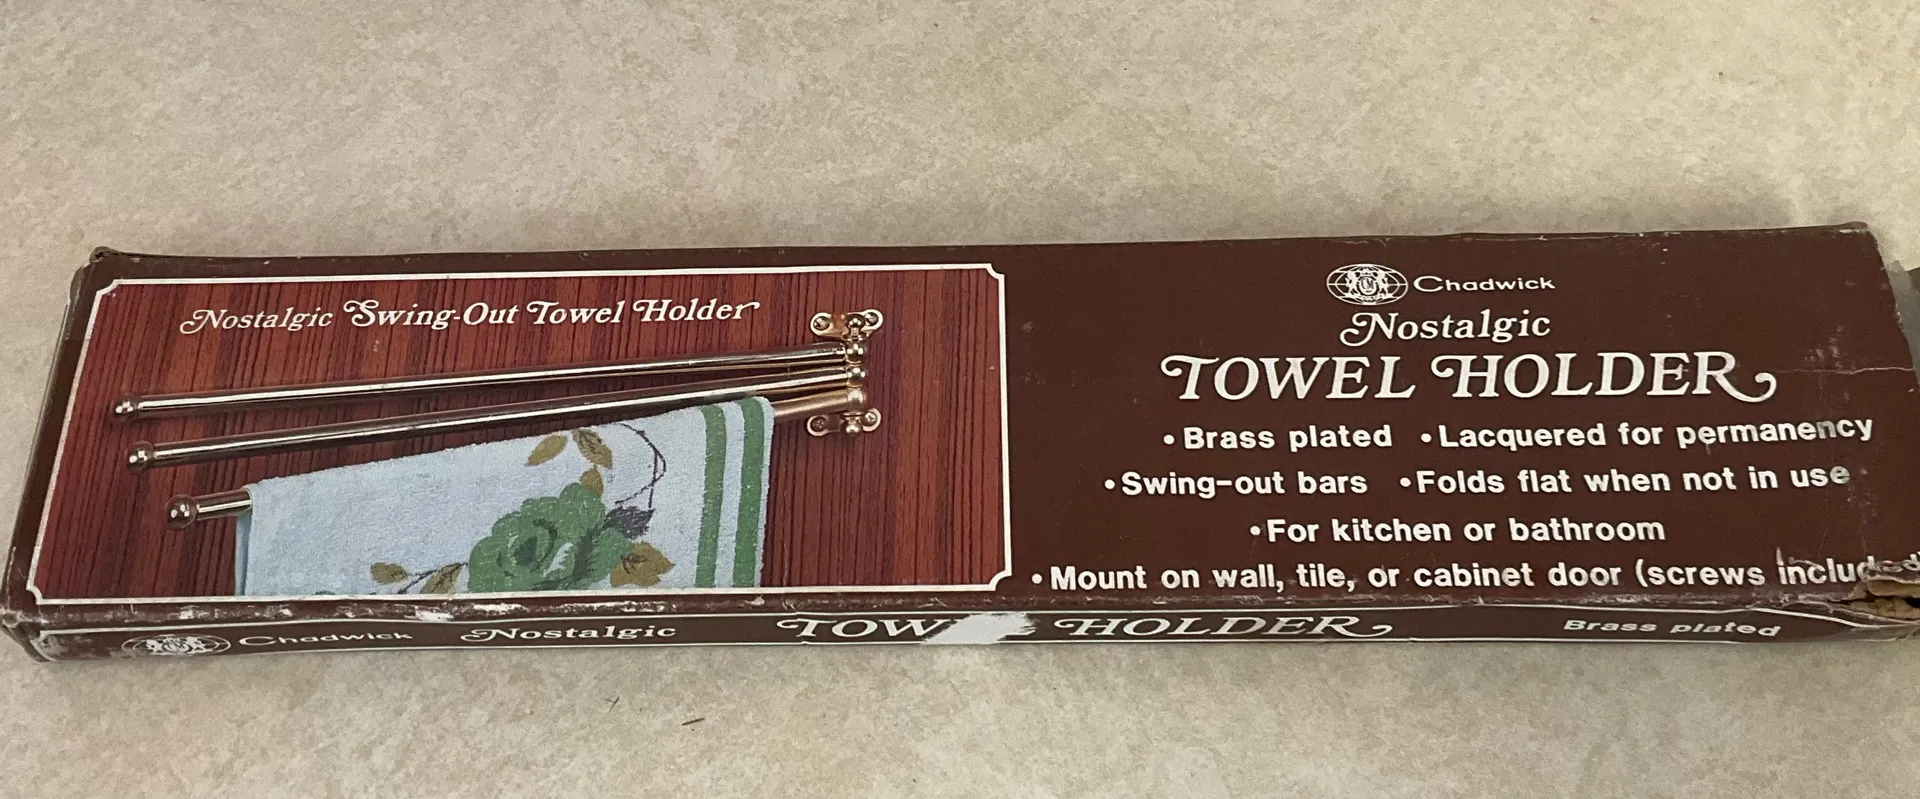 Nostalgic Swing-Out Towel Holder
Chadwick
Nostalgic
TOWEL HOLDER
• Brass plated • Lacquered for permanency
• Swing-out bars • Folds flat when not in use
• For kitchen or bathroom
• Mount on wall, tile, or cabinet door (screws included)
Chadwick Nostalgic TOWEL HOLDER Brass plated